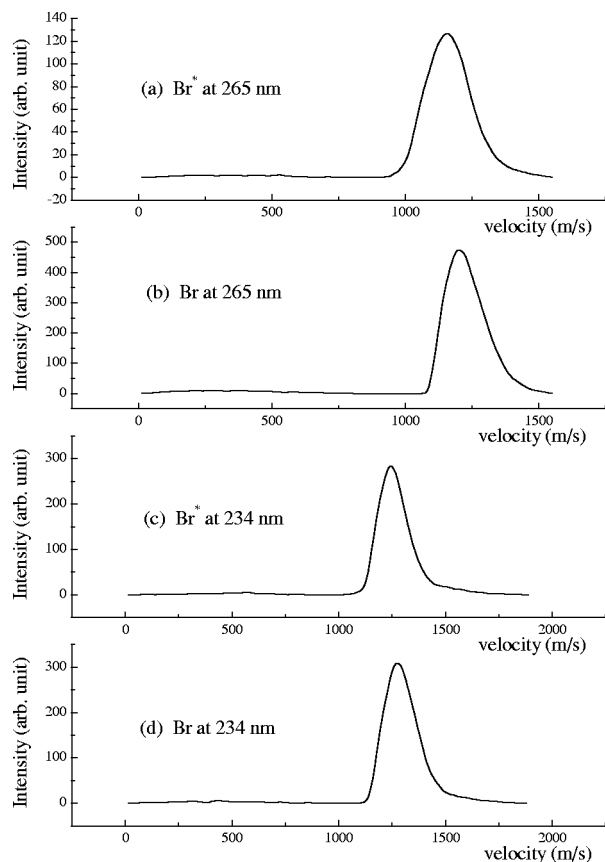 140
120
100
80
60
40
20
0
-20
Intensity (arb. unit)
(a) Br* at 265 nm
0 500 1000 1500
velocity (m/s)
500
400
300
200
100
0
Intensity (arb. unit)
(b) Br at 265 nm
0 500 1000 1500
velocity (m/s)
300
200
100
0
Intensity (arb. unit)
(c) Br* at 234 nm
0 500 1000 1500 2000
velocity (m/s)
300
200
100
0
Intensity (arb. unit)
(d) Br at 234 nm
0 500 1000 1500 2000
velocity (m/s)